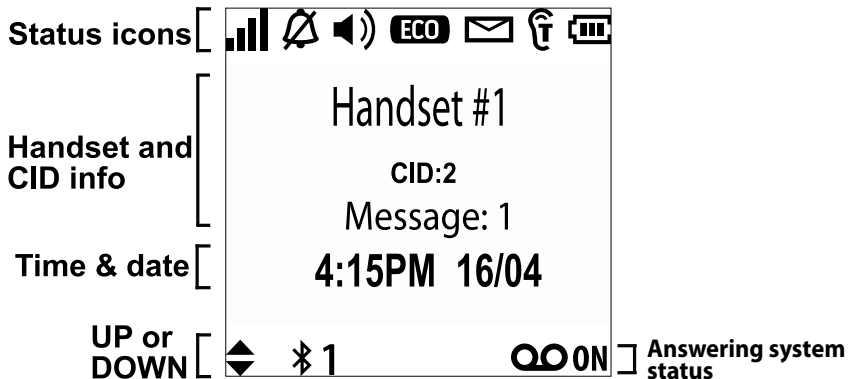 Status icons
ECO T
Handset and
CID info
Handset #1
CID:2
Message: 1
Time & date
4:15PM 16/04
UP or
DOWN
1
ON
Answering system
status